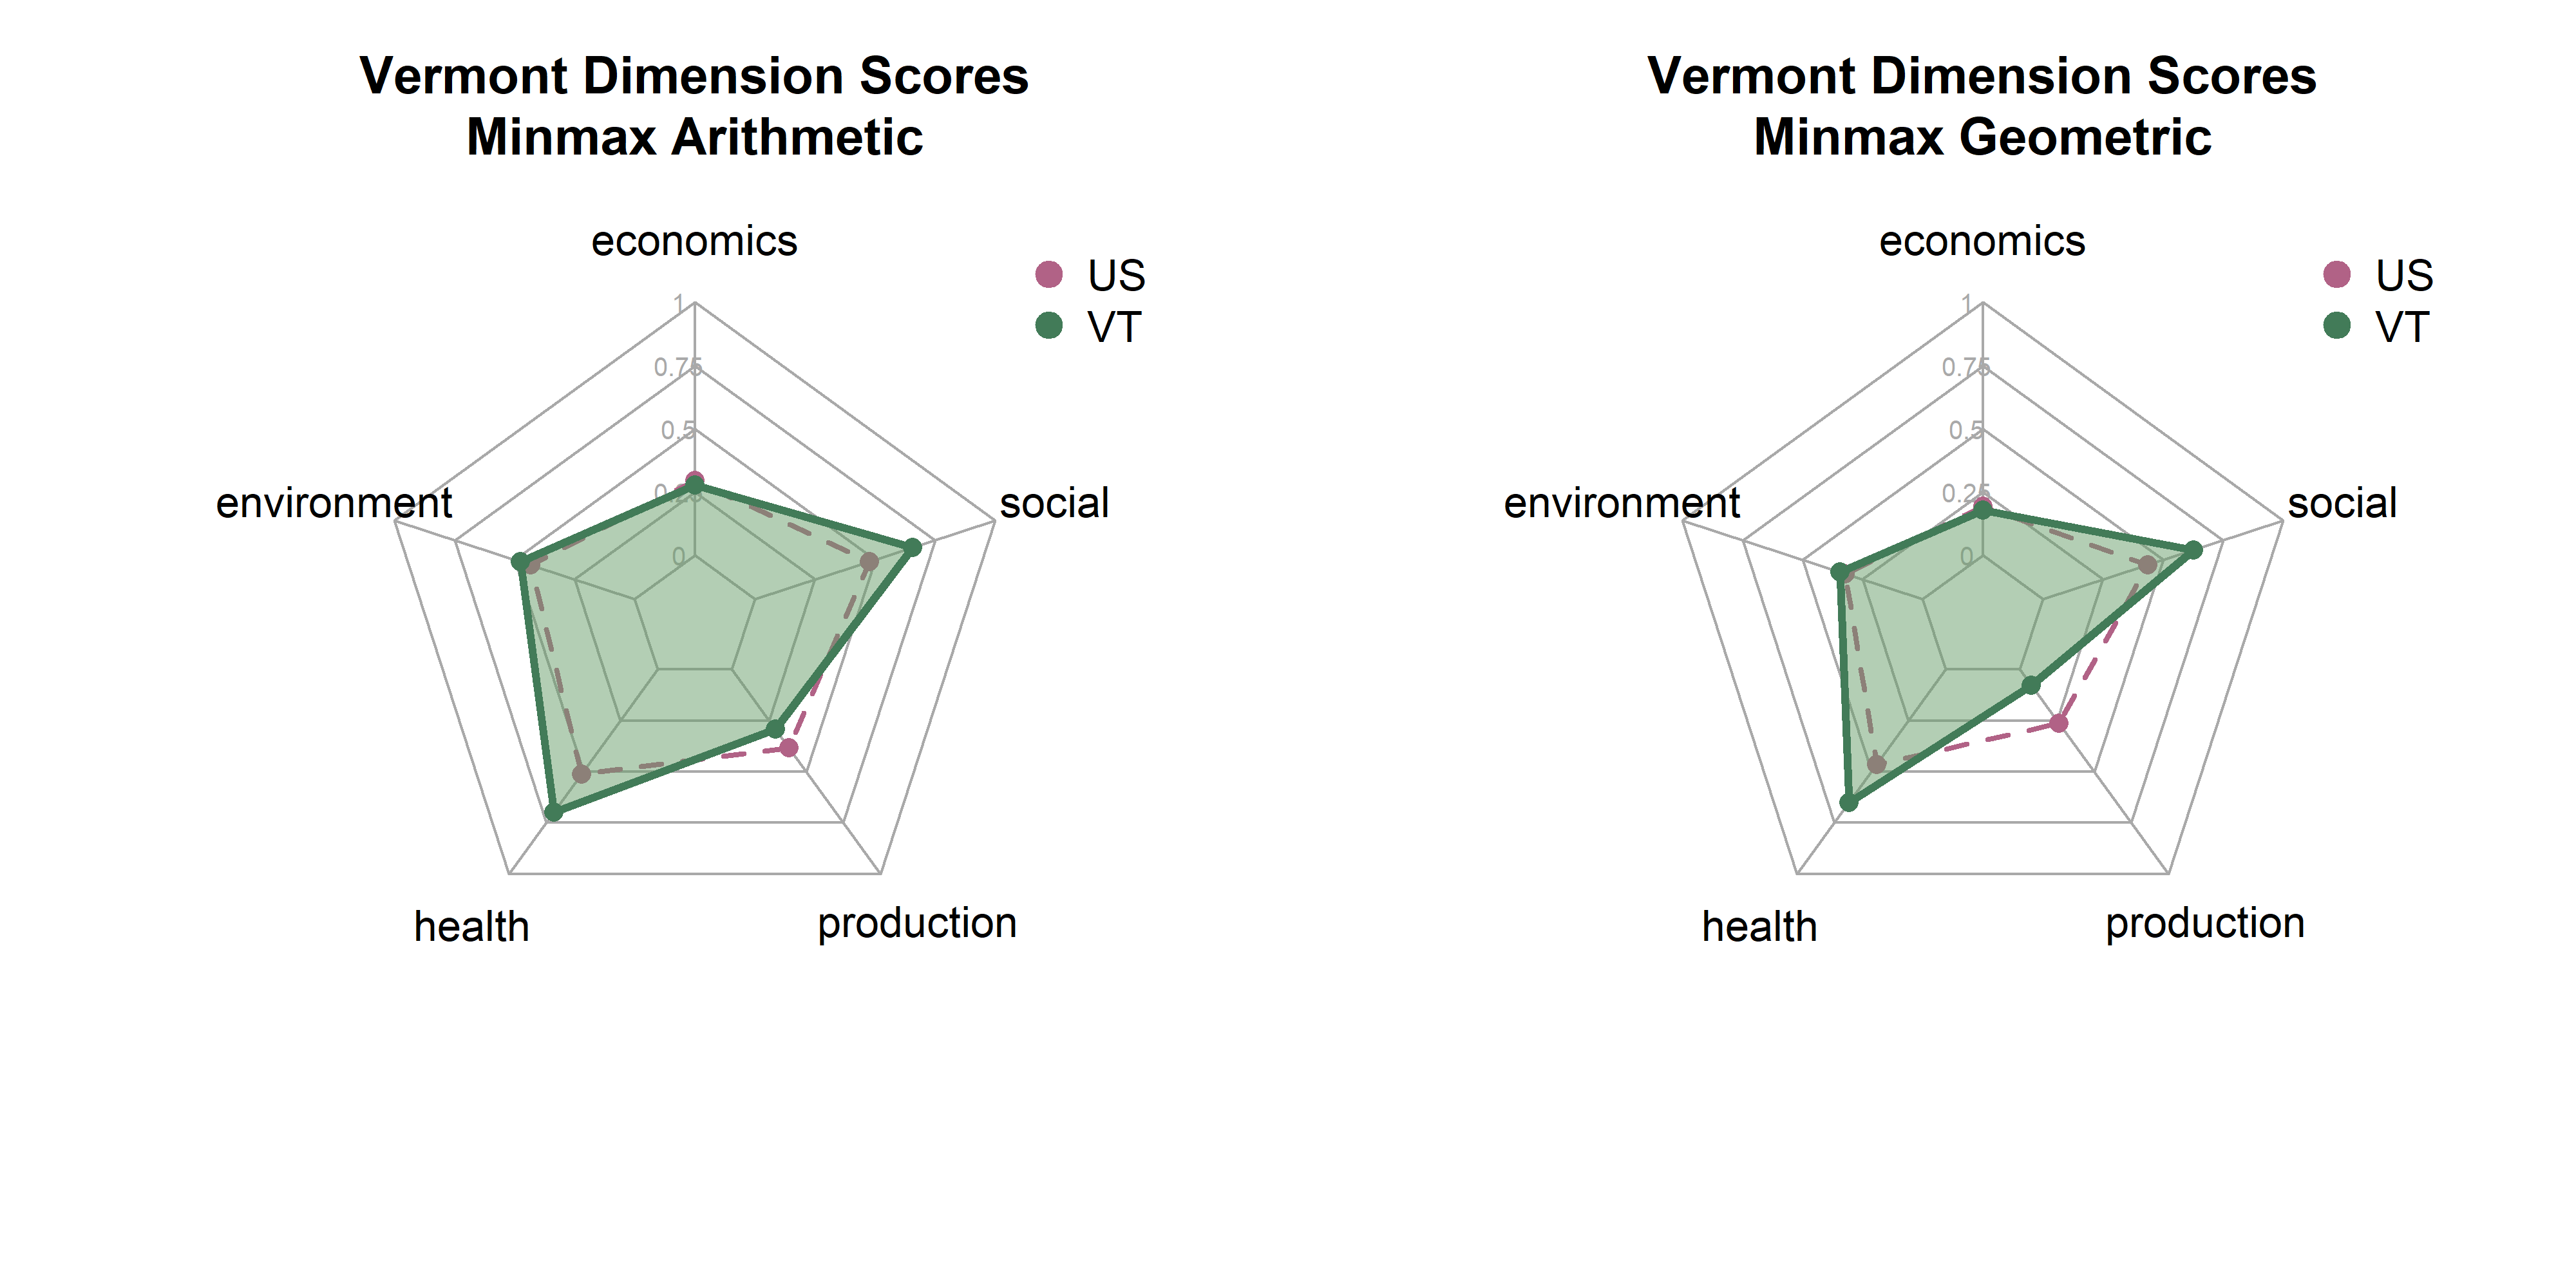 Vermont Dimension Scores
Minmax Arithmetic
economics
US
VT
1
0.75
0.5
0.25
0
environment
social
health
production
Vermont Dimension Scores
Minmax Geometric
economics
US
VT
1
0.75
0.5
0.25
0
environment
social
health
production